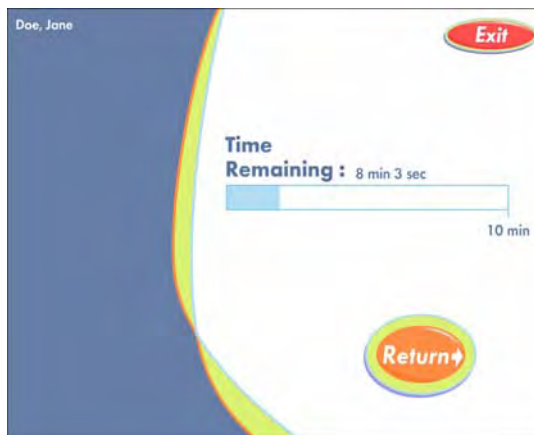 Doe, Jane
Exit
Time
Remaining : 8 min 3 sec
10 min
Return